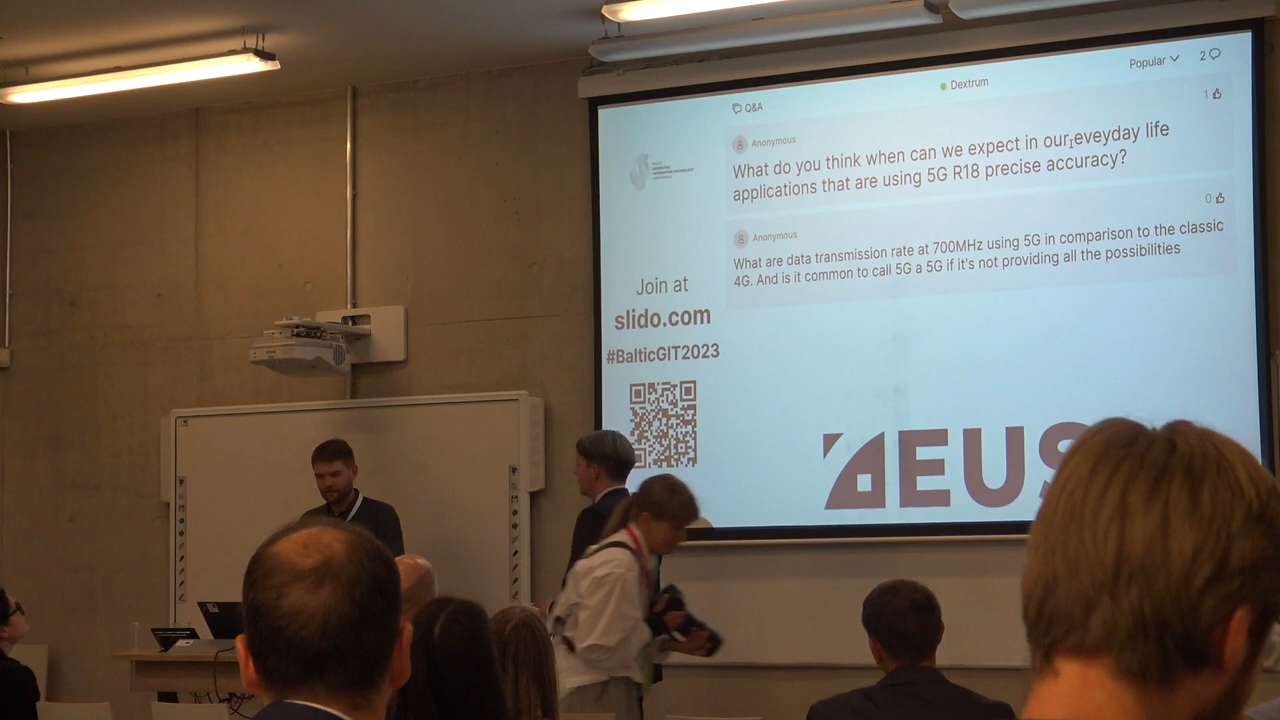 Popular 2
Dextrum
Q&A
1
Anonymous
What do you think when can we expect in our eveyday life
applications that are using 5G R18 precise accuracy?
0
Anonymous
What are data transmission rate at 700MHz using 5G in comparison to the classic
4G. And is it common to call 5G a 5G if it's not providing all the possibilities
Join at
slido.com
#BalticGIT2023
EUS